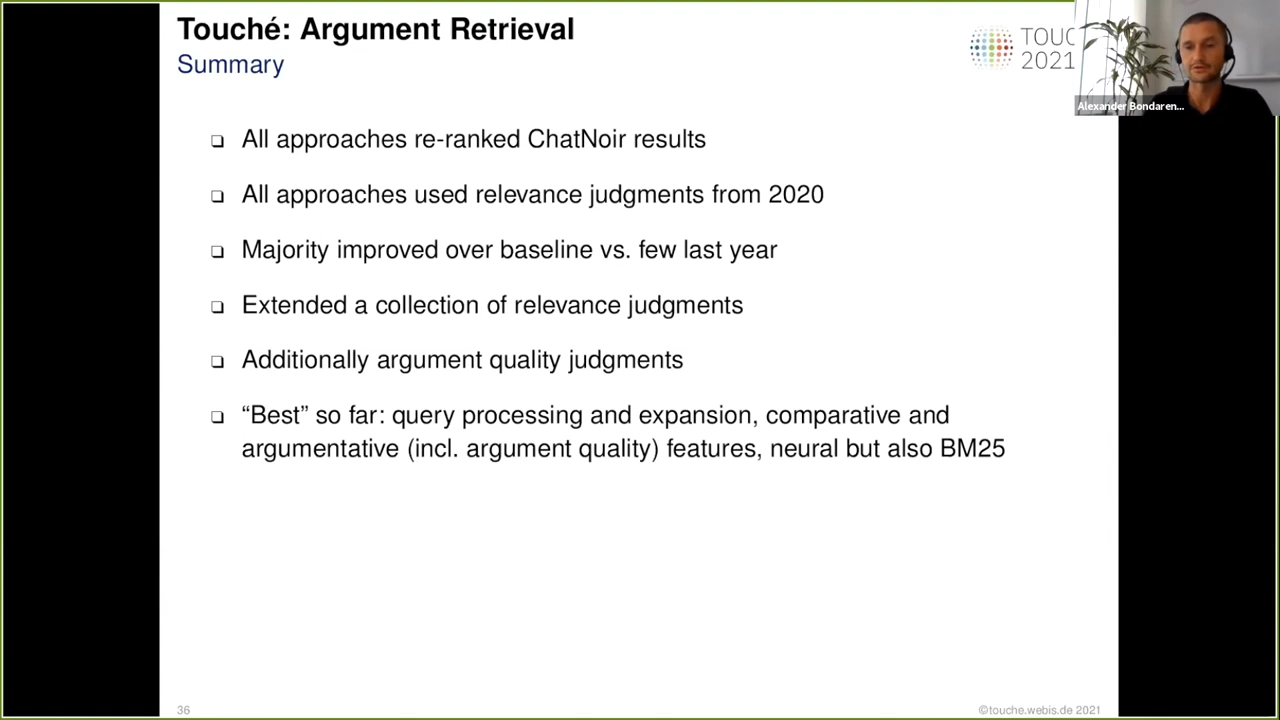 Touché: Argument Retrieval
Summary
TOUC
2021
Alexander Bondaren...
❏ All approaches re-ranked ChatNoir results
❏ All approaches used relevance judgments from 2020
❏ Majority improved over baseline vs. few last year
❏ Extended a collection of relevance judgments
❏ Additionally argument quality judgments
❏ “Best” so far: query processing and expansion, comparative and
argumentative (incl. argument quality) features, neural but also BM25
36
©touche.webis.de 2021